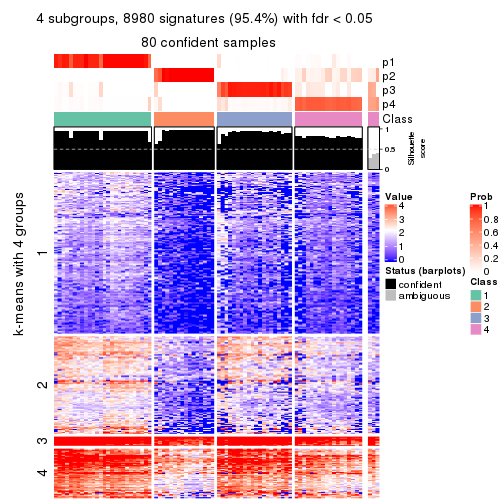 4 subgroups, 8980 signatures (95.4%) with fdr < 0.05
80 confident samples
p1
p2
p3
p4
Class
1
0.5
0
Silhouette
score
k-means with 4 groups
1
2
3
4
Value
4
3
2
1
0
Status (barplots)
confident
ambiguous
Prob
1
0.8
0.6
0.4
0.2
0
Class
1
2
3
4